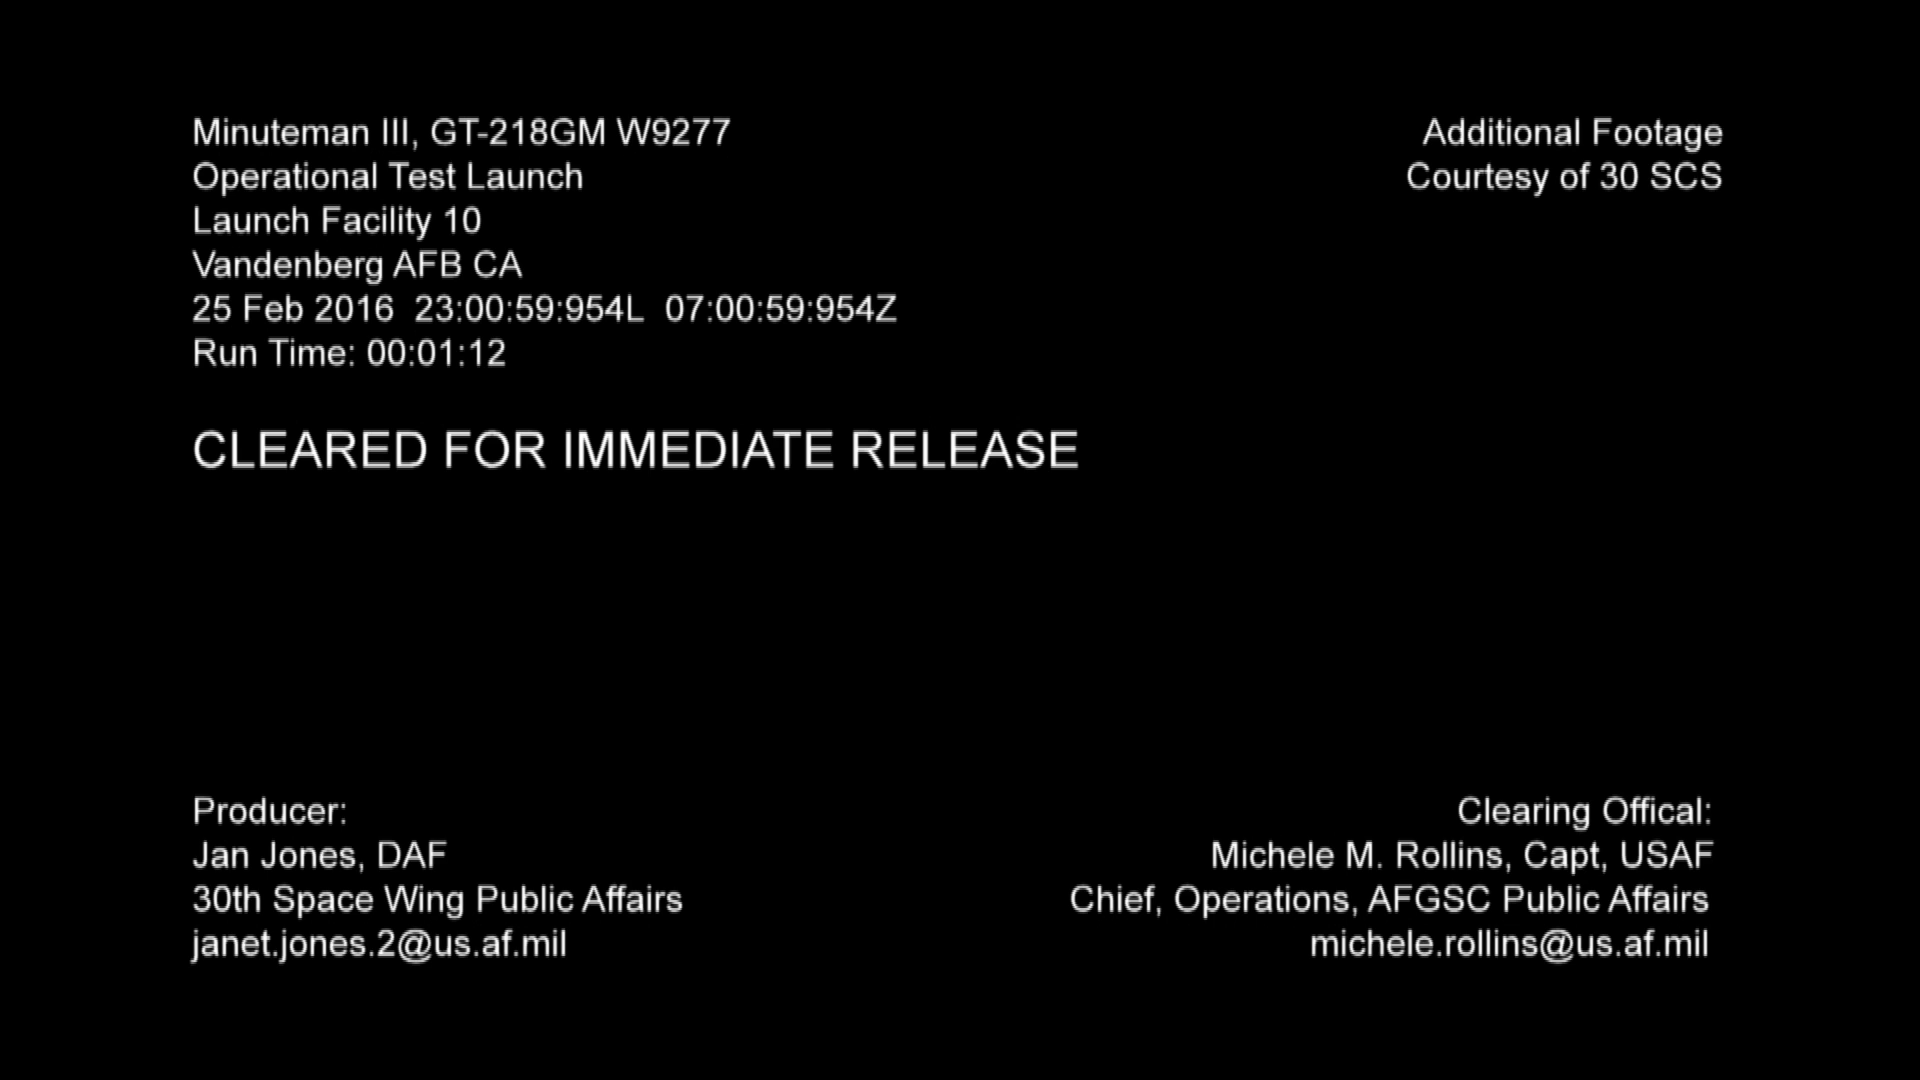 Minuteman III, GT-218GM W9277
Operational Test Launch
Launch Facility 10
Vandenberg AFB CA
25 Feb 2016  23:00:59:954L  07:00:59:954Z
Run Time: 00:01:12
Additional Footage
Courtesy of 30 SCS
CLEARED FOR IMMEDIATE RELEASE
Producer:
Jan Jones, DAF
30th Space Wing Public Affairs
janet.jones.2@us.af.mil
Clearing Offical:
Michele M. Rollins, Capt, USAF
Chief, Operations, AFGSC Public Affairs
michele.rollins@us.af.mil